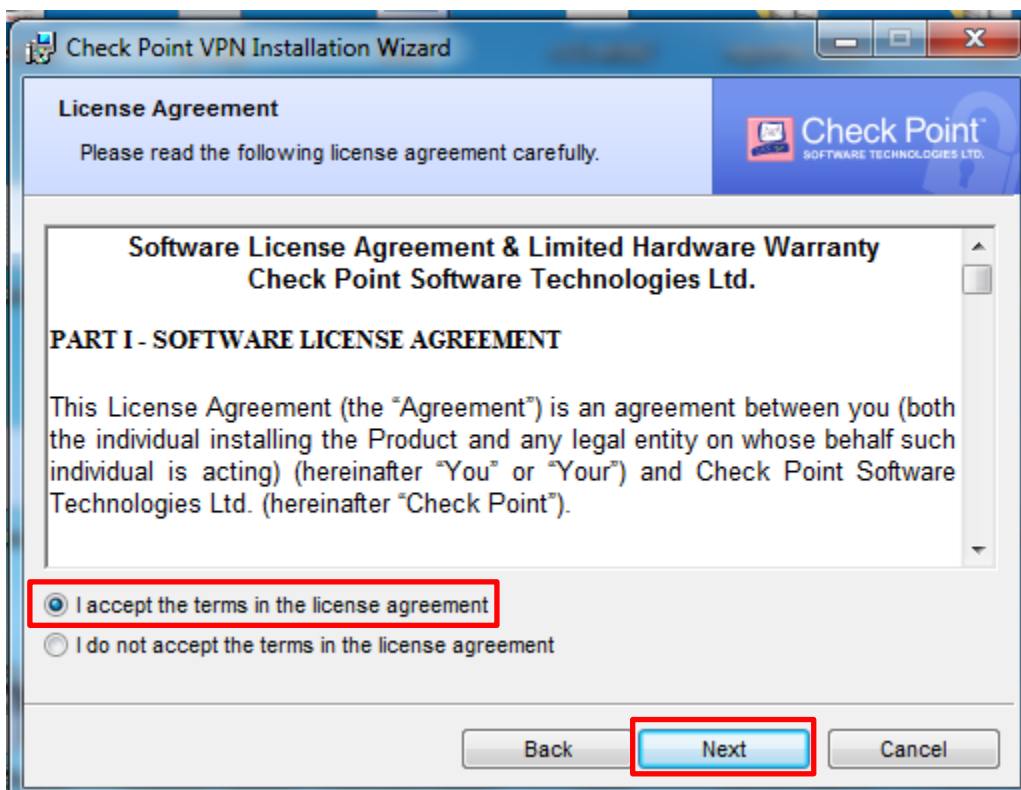 Check Point VPN Installation Wizard
License Agreement
Please read the following license agreement carefully.
Check Point™
SOFTWARE TECHNOLOGIES LTD.
Software License Agreement & Limited Hardware Warranty
Check Point Software Technologies Ltd.
PART I - SOFTWARE LICENSE AGREEMENT
This License Agreement (the “Agreement”) is an agreement between you (both
the individual installing the Product and any legal entity on whose behalf such
individual is acting) (hereinafter “You” or “Your”) and Check Point Software
Technologies Ltd. (hereinafter “Check Point”).
I accept the terms in the license agreement
I do not accept the terms in the license agreement
Back Next Cancel